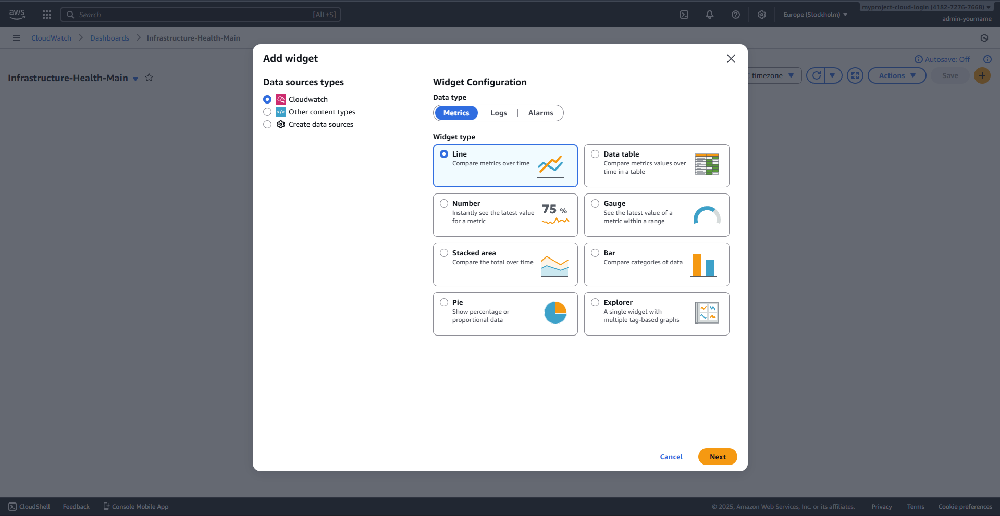 aws
Search [Alt+S]
Europe (Stockholm)
myproject-cloud-login (4182-7276-7668)
admin-yourname
CloudWatch
Dashboards
Infrastructure-Health-Main
Autosave: Off
Infrastructure-Health-Main
timezone
Actions
Save
Add widget
Data sources types
Cloudwatch
Other content types
Create data sources
Widget Configuration
Data type
Metrics
Logs
Alarms
Widget type
Line
Compare metrics over time
Data table
Compare metrics values over
time in a table
Number
Instantly see the latest value
for a metric
75 %
Gauge
See the latest value of a
metric within a range
Stacked area
Compare the total over time
Bar
Compare categories of data
Pie
Show percentage or
proportional data
Explorer
A single widget with
multiple tag-based graphs
Cancel
Next
CloudShell
Feedback
Console Mobile App
© 2025, Amazon Web Services, Inc. or its affiliates.
Privacy
Terms
Cookie preferences